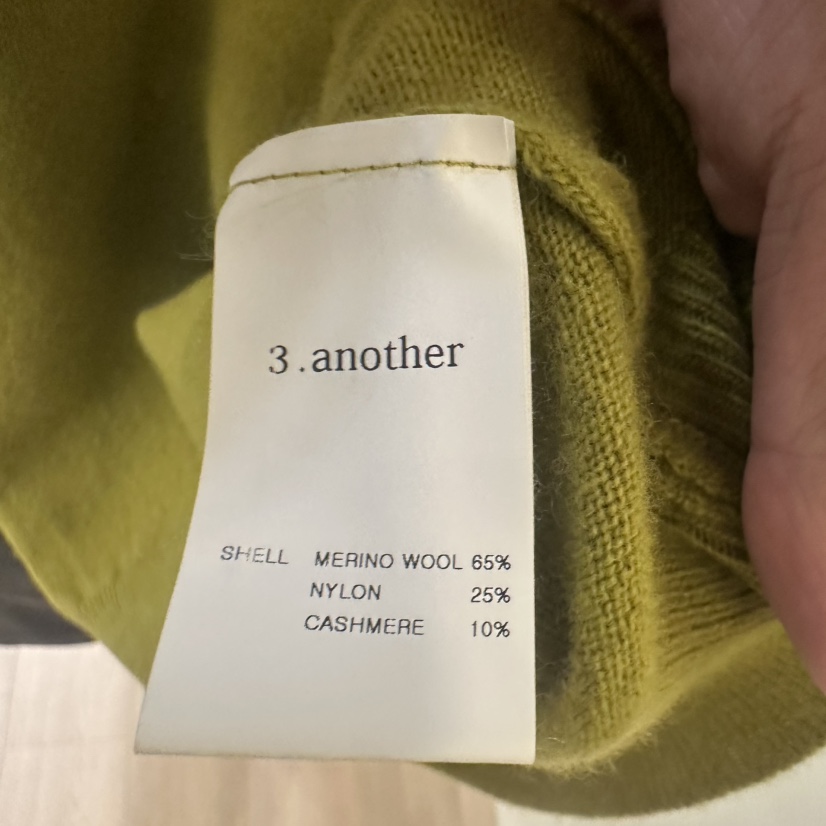 3.another
SHELL MERINO WOOL 65%
NYLON 25%
CASHMERE 10%